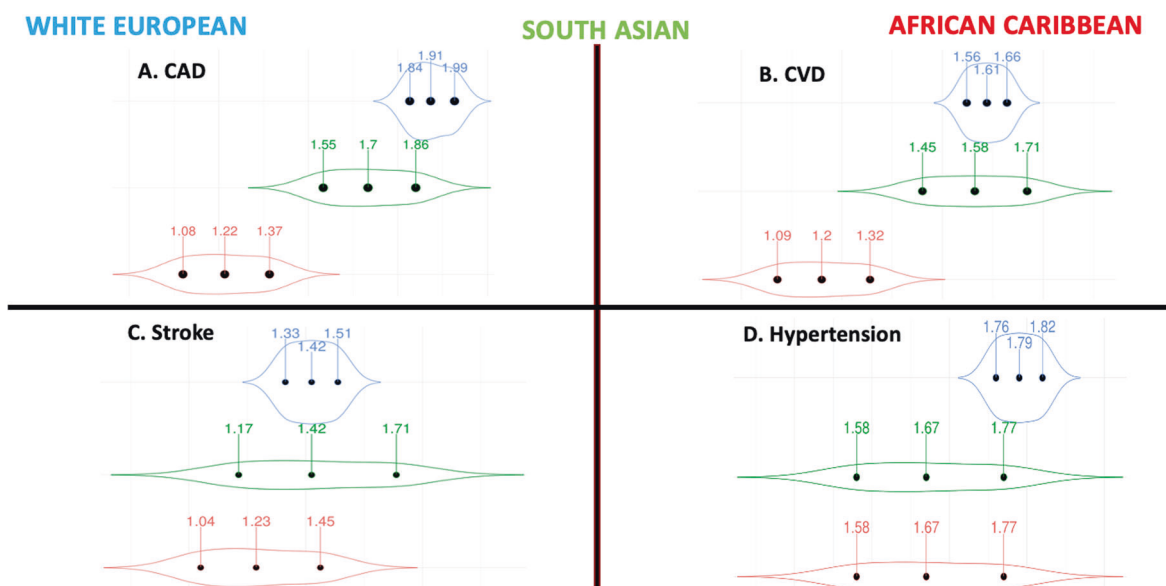 WHITE EUROPEAN
SOUTH ASIAN
AFRICAN CARIBBEAN
A. CAD
1.84 1.91 1.99
1.55 1.7 1.86
1.08 1.22 1.37
B. CVD
1.56 1.61 1.66
1.45 1.58 1.71
1.09 1.2 1.32
C. Stroke
1.33 1.42 1.51
1.17 1.42 1.71
1.04 1.23 1.45
D. Hypertension
1.76 1.79 1.82
1.58 1.67 1.77
1.58 1.67 1.77